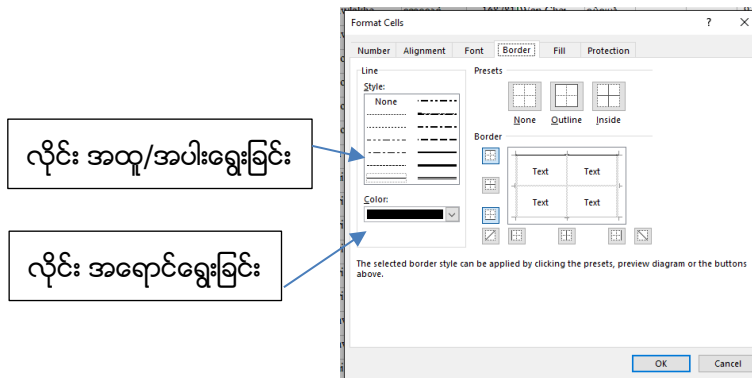 Format Cells
Number Alignment Font Border Fill Protection
Line
Style:
None
Presets
None Outline Inside
Border
Text Text
Text Text
Color:
လိုင်း အထူ/အပါးရွေးခြင်း
လိုင်း အရောင်ရွေးခြင်း
The selected border style can be applied by clicking the presets, preview diagram or the buttons
above.
OK Cancel